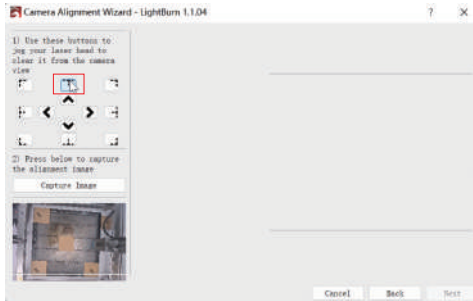 Camera Alignment Wizard - LightBurn 1.1.04
? X
1) Use these buttons to
jog your laser head to
clear it from the camera
view
2) Press below to capture
the alignment image
Capture Image
Cancel Back Next